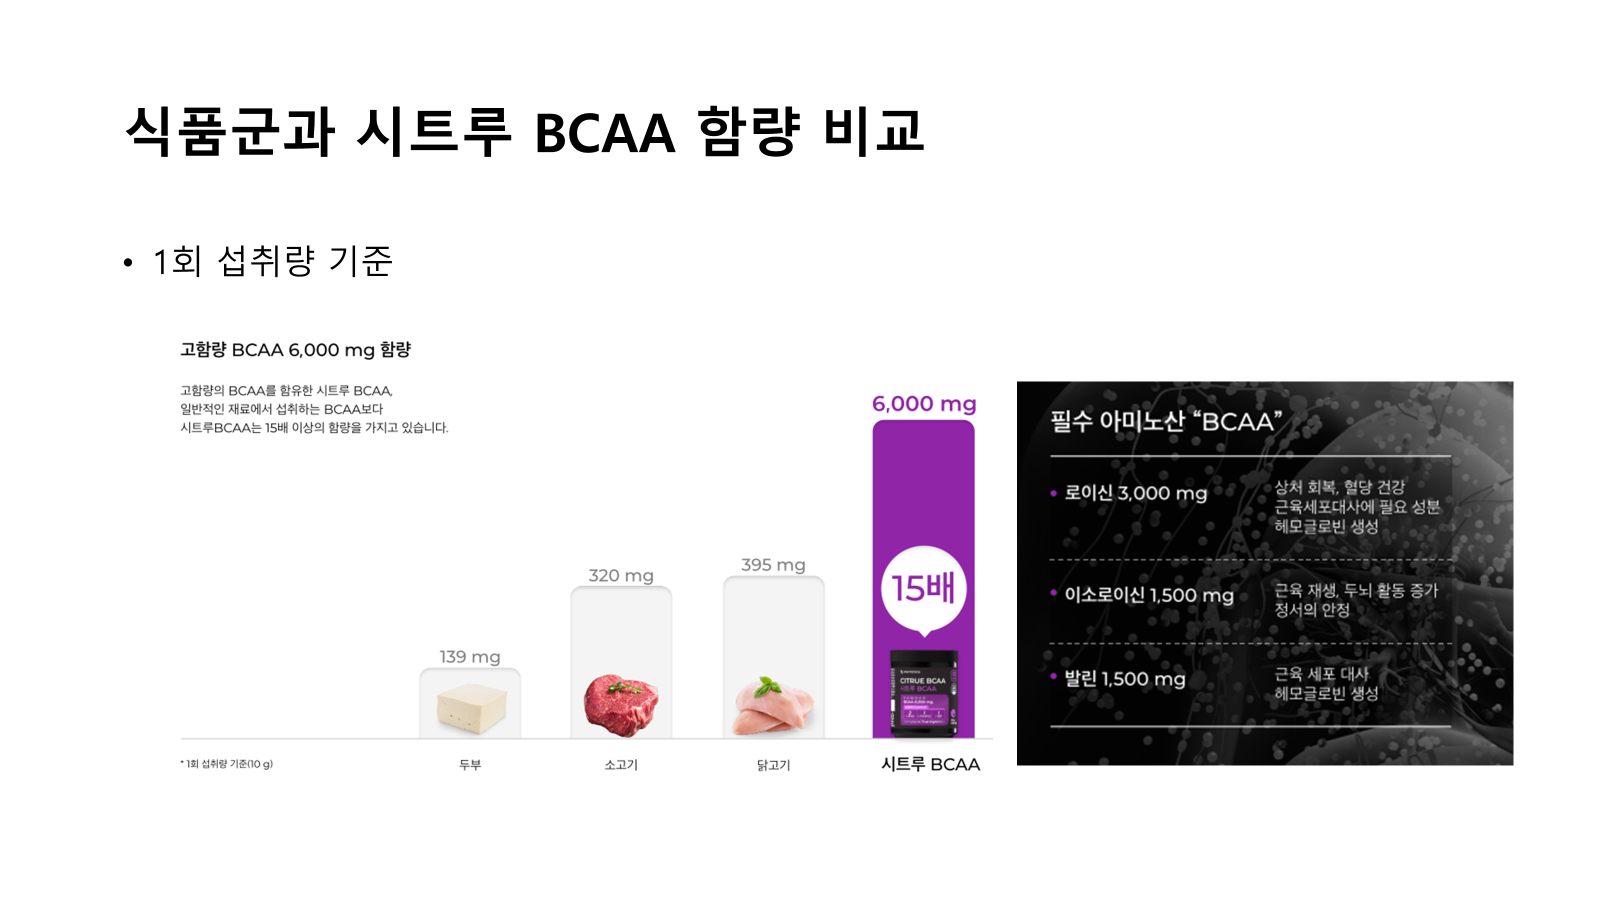 식품군과 시트루 BCAA 함량 비교
• 1회 섭취량 기준
고함량 BCAA 6,000 mg 함량
고함량의 BCAA를 함유한 시트루 BCAA,
일반적인 재료에서 섭취하는 BCAA보다
시트루BCAA는 15배 이상의 함량을 가지고 있습니다.
139 mg
320 mg
395 mg
6,000 mg
15배
CITRUE BCAA
시트루 BCAA
* 1회 섭취량 기준(10 g)
두부
소고기
닭고기
시트루 BCAA
필수 아미노산 “BCAA”
• 로이신 3,000 mg
상처 회복, 혈당 건강
근육세포대사에 필요 성분
헤모글로빈 생성
• 이소로이신 1,500 mg
근육 재생, 두뇌 활동 증가
정서의 안정
• 발린 1,500 mg
근육 세포 대사
헤모글로빈 생성